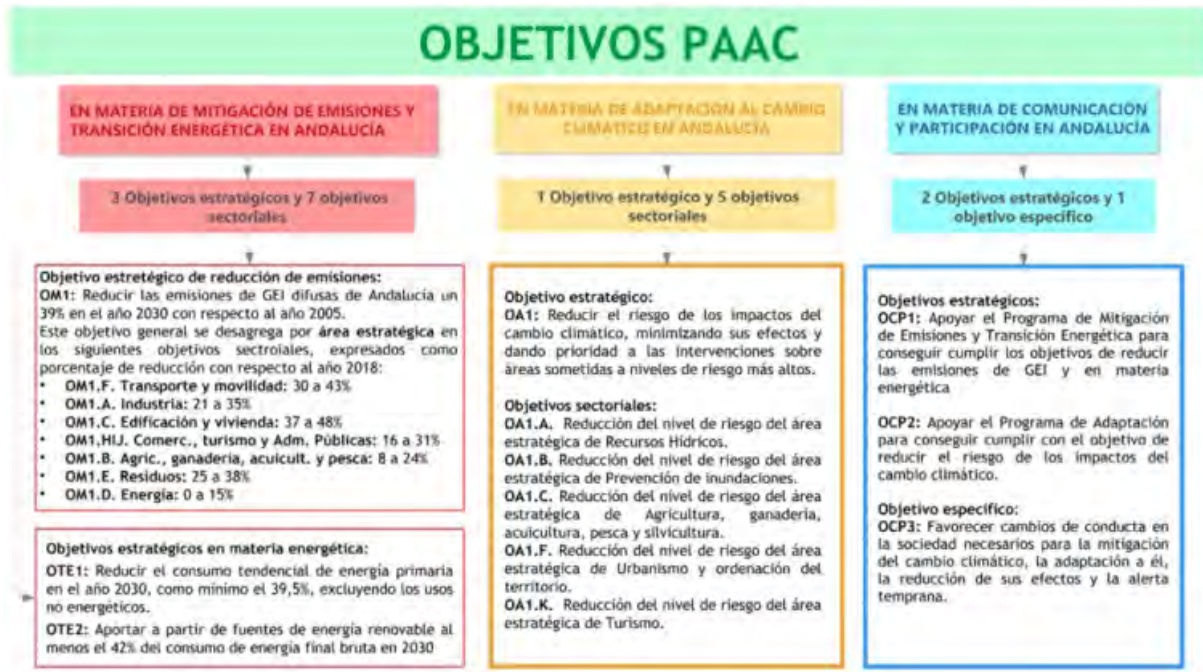 OBJETIVOS PAAC
EN MATERIA DE MITIGACIÓN DE EMISIONES Y
TRANSICIÓN ENERGÉTICA EN ANDALUCÍA
3 Objetivos estratégicos y 7 objetivos
sectoriales
Objetivo estretégico de reducción de emisiones:
OM1: Reducir las emisiones de GEI difusas de Andalucía un
39% en el año 2030 con respecto al año 2005.
Este objetivo general se desagrega por área estratégica en
los siguientes objetivos sectroiales, expresados como
porcentaje de reducción con respecto al año 2018:
• OM1.F. Transporte y movilidad: 30 a 43%
• OM1.A. Industria: 21 a 35%
• OM1.C. Edificación y vivienda: 37 a 48%
• OM1.HIJ. Comerc., turismo y Adm. Públicas: 16 a 31%
• OM1.B. Agric., ganadería, acuicult. y pesca: 8 a 24%
• OM1.E. Residuos: 25 a 38%
• OM1.D. Energía: 0 a 15%
Objetivos estratégicos en materia energética:
OTE1: Reducir el consumo tendencial de energía primaria
en el año 2030, como mínimo el 39,5%, excluyendo los usos
no energéticos.
OTE2: Aportar a partir de fuentes de energía renovable al
menos el 42% del consumo de energía final bruta en 2030
EN MATERIA DE ADAPTACIÓN AL CAMBIO
CLIMÁTICO EN ANDALUCÍA
1 Objetivo estratégico y 5 objetivos
sectoriales
Objetivo estratégico:
OA1: Reducir el riesgo de los impactos del
cambio climático, minimizando sus efectos y
dando prioridad a las intervenciones sobre
áreas sometidas a niveles de riesgo más altos.
Objetivos sectoriales:
OA1.A. Reducción del nivel de riesgo del área
estratégica de Recursos Hídricos.
OA1.B. Reducción del nivel de riesgo del área
estratégica de Prevención de inundaciones.
OA1.C. Reducción del nivel de riesgo del área
estratégica de Agricultura, ganadería,
acuicultura, pesca y silvicultura.
OA1.F. Reducción del nivel de riesgo del área
estratégica de Urbanismo y ordenación del
territorio.
OA1.K. Reducción del nivel de riesgo del área
estratégica de Turismo.
EN MATERIA DE COMUNICACIÓN
Y PARTICIPACIÓN EN ANDALUCÍA
2 Objetivos estratégicos y 1
objetivo específico
Objetivos estratégicos:
OCP1: Apoyar el Programa de Mitigación
de Emisiones y Transición Energética para
conseguir cumplir los objetivos de reducir
las emisiones de GEI y en materia
energética
OCP2: Apoyar el Programa de Adaptación
para conseguir cumplir con el objetivo de
reducir el riesgo de los impactos del
cambio climático.
Objetivo específico:
OCP3: Favorecer cambios de conducta en
la sociedad necesarios para la mitigación
del cambio climático, la adaptación a él,
la reducción de sus efectos y la alerta
temprana.